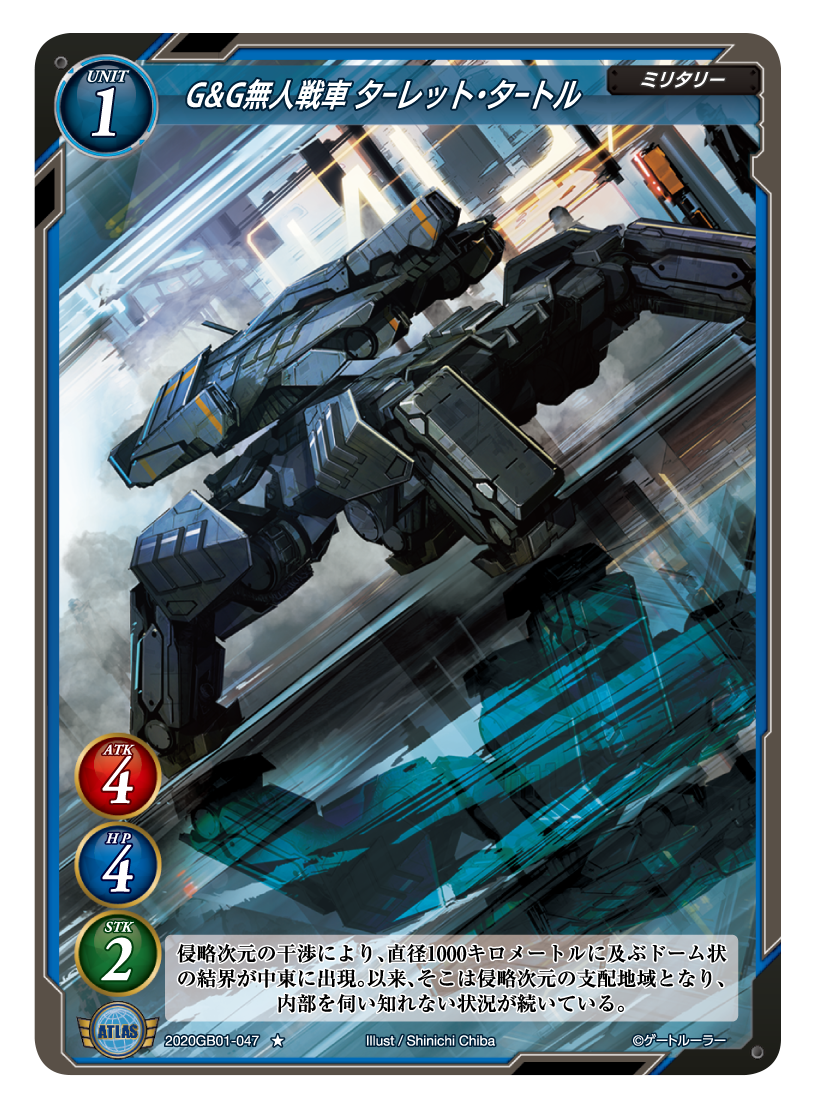 UNIT
1
G&G無人戦車 ターレット・タートル
ミリタリー
ATK
4
HP
4
STK
2
侵略次元の干渉により、直径1000キロメートルに及ぶドーム状
の結界が中東に出現。以来、そこは侵略次元の支配地域となり、
内部を伺い知れない状況が続いている。
ATLAS
2020GB01-047 ★
Illust / Shinichi Chiba
©ゲートルーラー